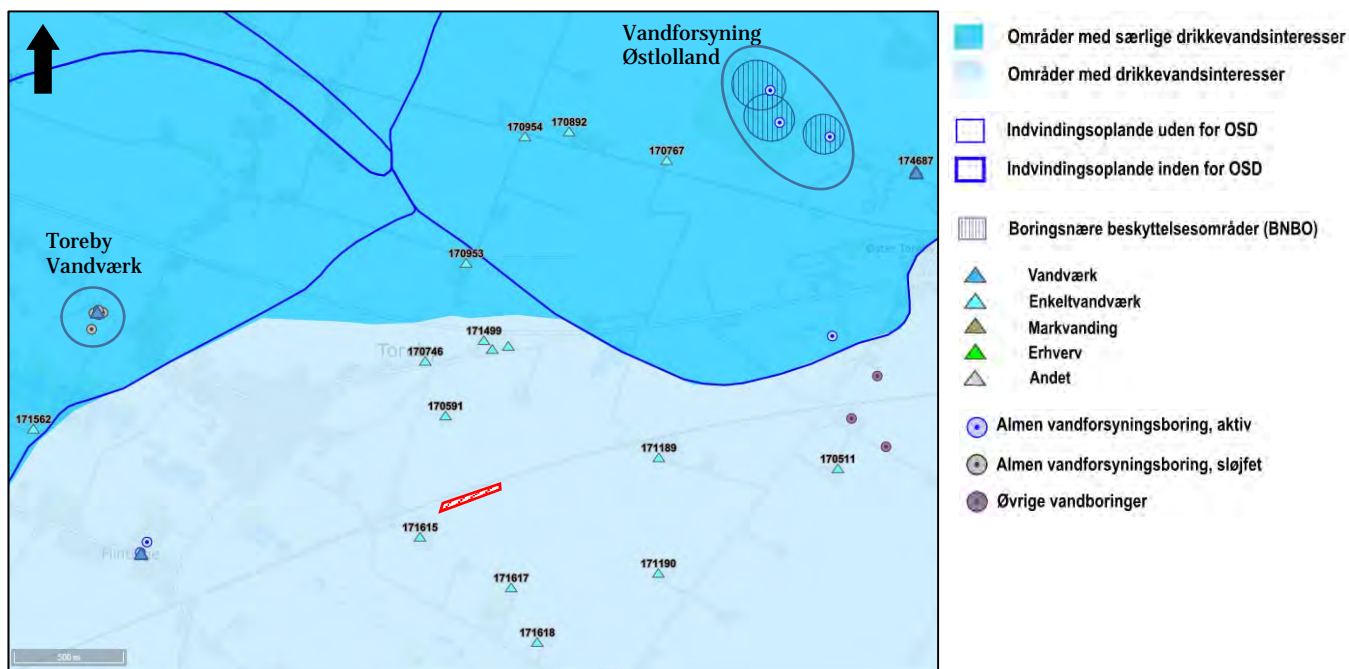 Vandforsyning
Østlolland
170954
170892
170767
174687
Toreby
Vandværk
170953
171499
170746
171562
170591
171189
170511
171615
171190
171617
171618
500 m
Områder med særlige drikkevandsinteresser
Områder med drikkevandsinteresser
Indvindingsoplande uden for OSD
Indvindingsoplande inden for OSD
Boringsnære beskyttelsesområder (BNBO)
Vandværk
Enkeltvandværk
Markvanding
Erhverv
Andet
Almen vandforsyningsboring, aktiv
Almen vandforsyningsboring, sløjfet
Øvrige vandboringer